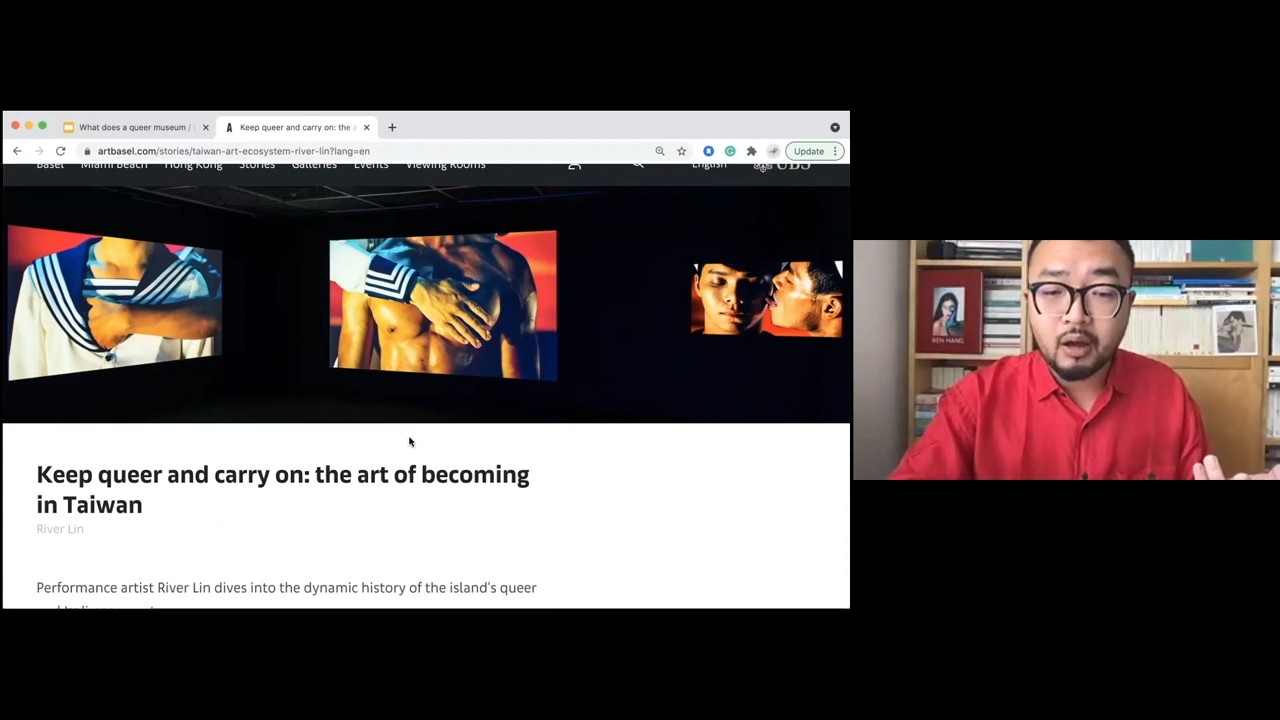 What does a queer museum /
Keep queer and carry on: the a
Update
artbasel.com/stories/taiwan-art-ecosystem-river-lin?lang=en
Basel Miami Beach Hong Kong Stories Galleries Events Viewing Rooms English UBS
REN HANG
Keep queer and carry on: the art of becoming
in Taiwan
River Lin
Performance artist River Lin dives into the dynamic history of the island's queer